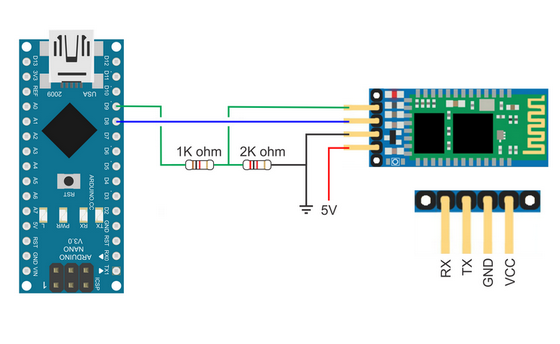 D13
3V3
REF
A0
A1
A2
A3
A4
A5
A6
A7
5V
RST
GND
VIN
2009
USA
D12
D11
D10
D9
D8
D7
D6
D5
D4
D3
D2
GND
RST
RX0
TX1
RST
ARDUINO.CC
L
PWR
RX
TX
ARDUINO
NANO
V3.0
ICSP
1
1K ohm
2K ohm
5V
RX
TX
GND
VCC